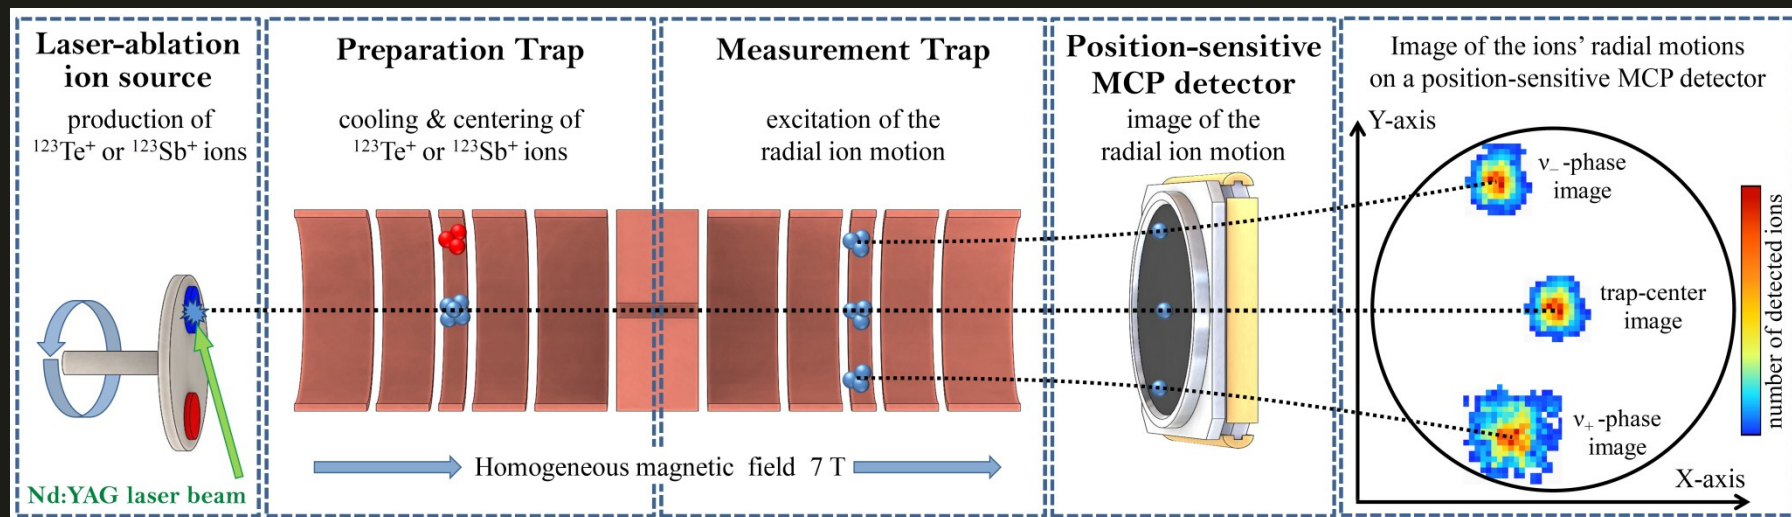 Laser-ablation
ion source
production of
¹²³Te⁺ or ¹²³Sb⁺ ions
Nd:YAG laser beam
Preparation Trap
cooling & centering of
¹²³Te⁺ or ¹²³Sb⁺ ions
Measurement Trap
excitation of the
radial ion motion
Homogeneous magnetic field 7 T
Position-sensitive
MCP detector
image of the
radial ion motion
Image of the ions' radial motions
on a position-sensitive MCP detector
Y-axis
ν₋-phase
image
trap-center
image
ν₊-phase
image
X-axis
number of detected ions